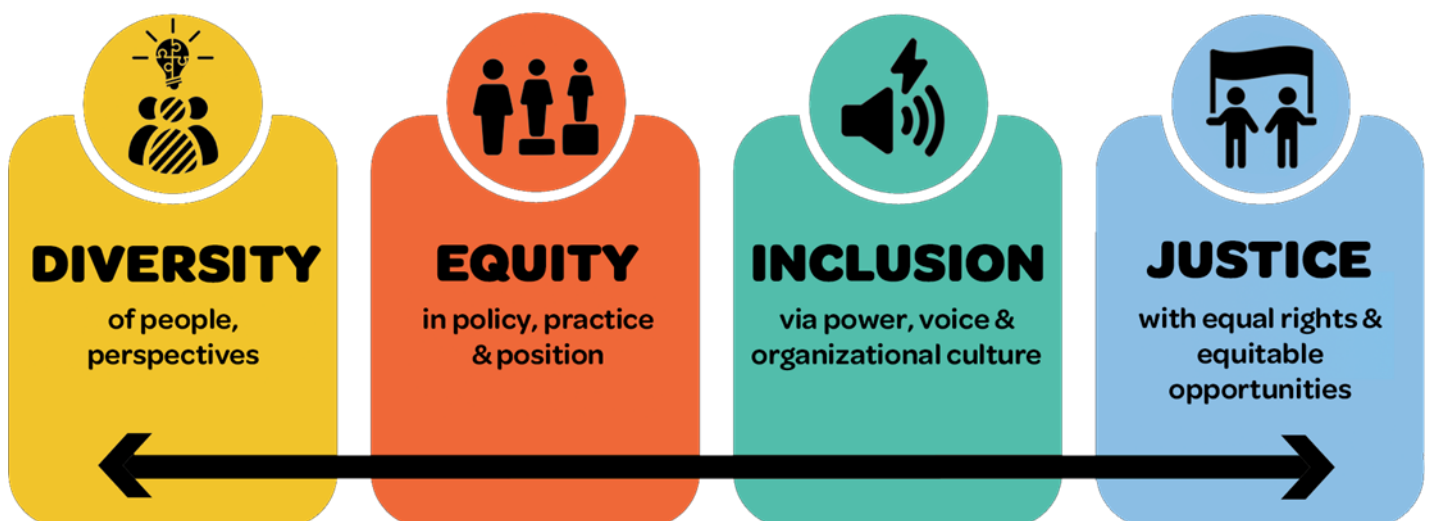 DIVERSITY
of people,
perspectives
EQUITY
in policy, practice
& position
INCLUSION
via power, voice &
organizational culture
JUSTICE
with equal rights &
equitable
opportunities